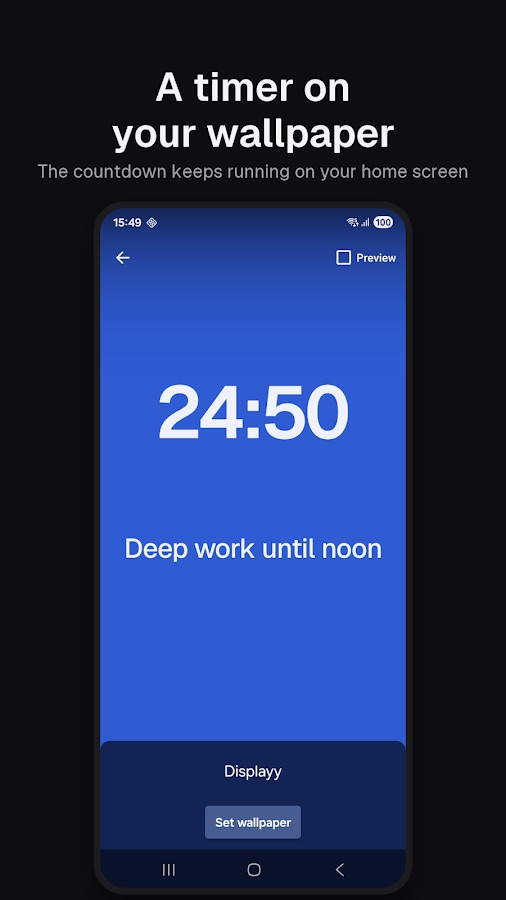 A timer on
your wallpaper
The countdown keeps running on your home screen
15:49 100
Preview
24:50
Deep work until noon
Displayy
Set wallpaper